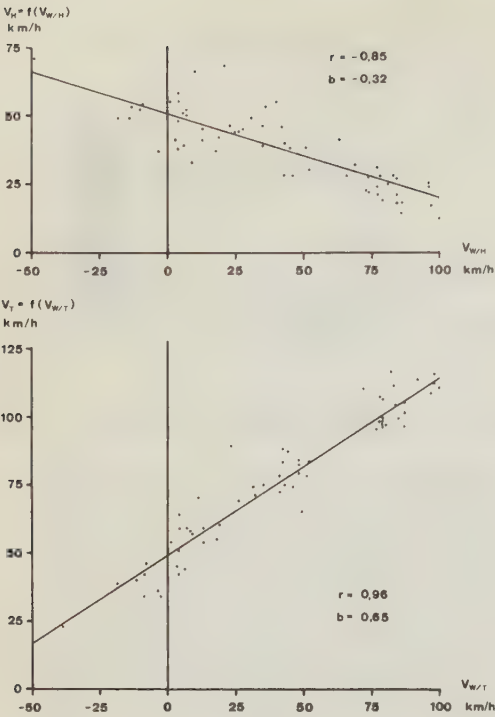 V_H = f(V_W/H)
km/h
75
50
25
0
r = -0,85
b = -0,32
V_W/H
-50 -25 0 25 50 75 100 km/h
V_T = f(V_W/T)
km/h
125
100
75
50
25
0
r = 0,96
b = 0,65
V_W/T
-50 -25 0 25 50 75 100 km/h